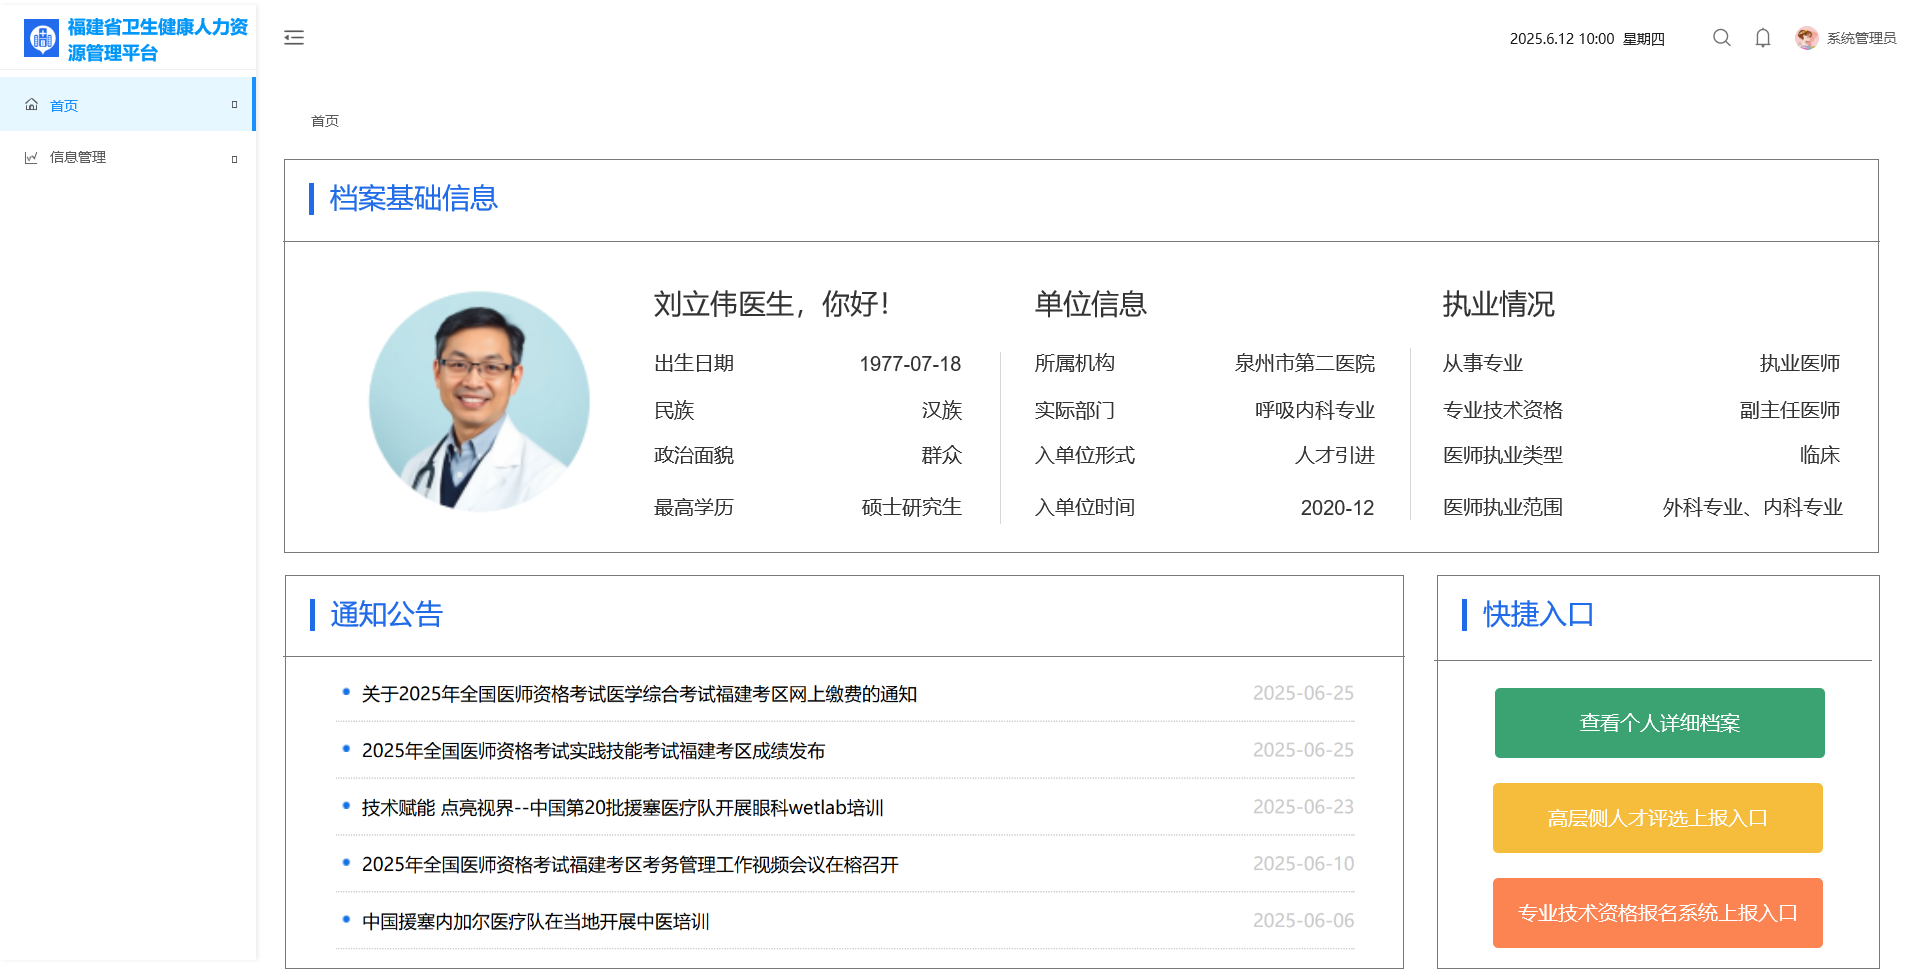 福建省卫生健康人力资
源管理平台
2025.6.12 10:00 星期四
系统管理员
首页
信息管理
首页
档案基础信息
刘立伟医生，你好！
出生日期 1977-07-18
民族 汉族
政治面貌 群众
最高学历 硕士研究生
单位信息
所属机构 泉州市第二医院
实际部门 呼吸内科专业
入单位形式 人才引进
入单位时间 2020-12
执业情况
从事专业 执业医师
专业技术资格 副主任医师
医师执业类型 临床
医师执业范围 外科专业、内科专业
通知公告
关于2025年全国医师资格考试医学综合考试福建考区网上缴费的通知 2025-06-25
2025年全国医师资格考试实践技能考试福建考区成绩发布 2025-06-25
技术赋能 点亮视界--中国第20批援塞医疗队开展眼科wetlab培训 2025-06-23
2025年全国医师资格考试福建考区考务管理工作视频会议在榕召开 2025-06-10
中国援塞内加尔医疗队在当地开展中医培训 2025-06-06
快捷入口
查看个人详细档案
高层侧人才评选上报入口
专业技术资格报名系统上报入口